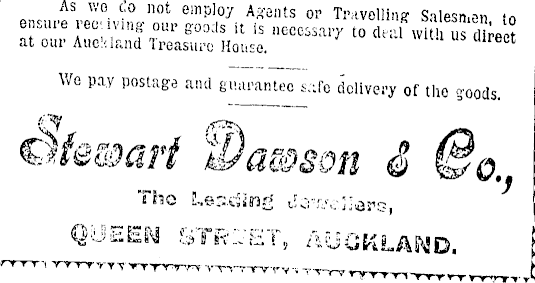 As we do not employ Agents or Travelling Salesmen, to
ensure receiving our goods it is necessary to deal with us direct
at our Auckland Treasure House.
We pay postage and guarantee safe delivery of the goods.
Stewart Dawson & Co.,
The Leading Jewellers,
QUEEN STREET, AUCKLAND.